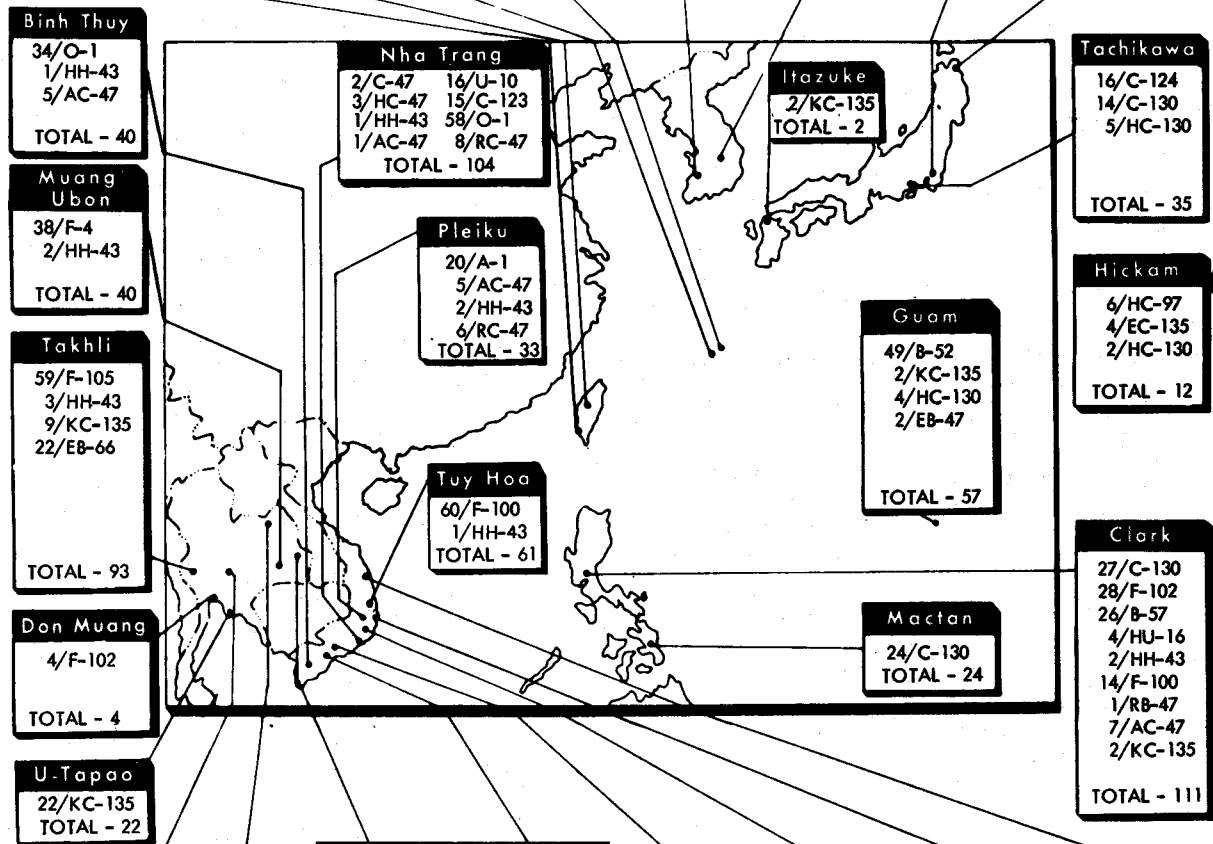 Binh Thuy
34/O-1
1/HH-43
5/AC-47
TOTAL - 40
Muang
Ubon
38/F-4
2/HH-43
TOTAL - 40
Takhli
59/F-105
3/HH-43
9/KC-135
22/EB-66
TOTAL - 93
Don Muang
4/F-102
TOTAL - 4
U-Tapao
22/KC-135
TOTAL - 22
Nha Trang
2/C-47 16/U-10
3/HC-47 15/C-123
1/HH-43 58/O-1
1/AC-47 8/RC-47
TOTAL - 104
Pleiku
20/A-1
5/AC-47
2/HH-43
6/RC-47
TOTAL - 33
Tuy Hoa
60/F-100
1/HH-43
TOTAL - 61
Itazuke
2/KC-135
TOTAL - 2
Guam
49/B-52
2/KC-135
4/HC-130
2/EB-47
TOTAL - 57
Mactan
24/C-130
TOTAL - 24
Tachikawa
16/C-124
14/C-130
5/HC-130
TOTAL - 35
Hickam
6/HC-97
4/EC-135
2/HC-130
TOTAL - 12
Clark
27/C-130
28/F-102
26/B-57
4/HU-16
2/HH-43
14/F-100
1/RB-47
7/AC-47
2/KC-135
TOTAL - 111